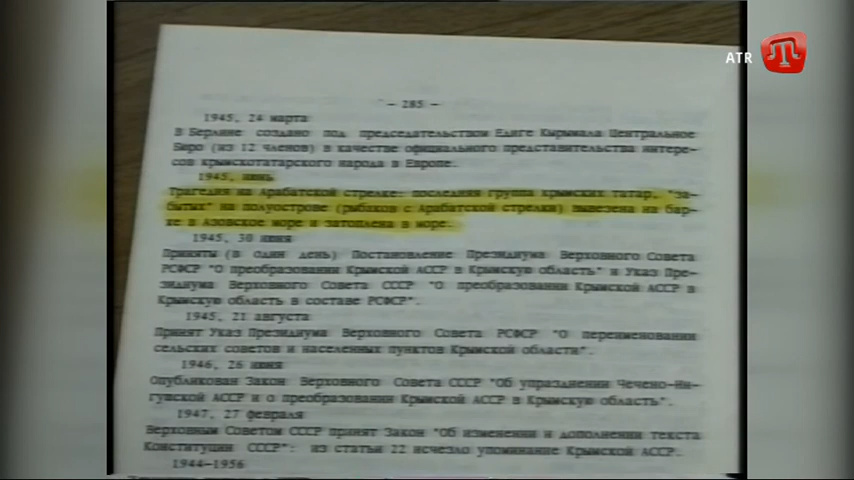 ATR
- 285 -
1945, 24 марта
В Берлине создано под председательством Едиге Кырымала Центральное
Бюро (из 12 членов) в качестве официального представительства интере-
сов крымскотатарского народа в Европе.
1945, июнь
Трагедия на Арабатской стрелке: последняя группа крымских татар, "за-
бытых" на полуострове (рыбаков с Арабатской стрелки) вывезена на бар-
же в Азовское море и затоплена в море.
1945, 30 июня
Приняты (в один день) Постановление Президиума Верховного Совета
РСФСР "О преобразовании Крымской АССР в Крымскую область" и Указ Пре-
зидиума Верховного Совета СССР "О преобразовании Крымской АССР в
Крымскую область в составе РСФСР".
1945, 21 августа
Принят Указ Президиума Верховного Совета РСФСР "О переименовании
сельских советов и населенных пунктов Крымской области".
1946, 26 июня
Опубликован Закон Верховного Совета СССР "Об упразднении Чечено-Ин-
гушской АССР и о преобразовании Крымской АССР в Крымскую область".
1947, 27 февраля
Верховным Советом СССР принят Закон "Об изменении и дополнении текста
Конституции СССР": из статьи 22 исчезло упоминание Крымской АССР.
1944-1956